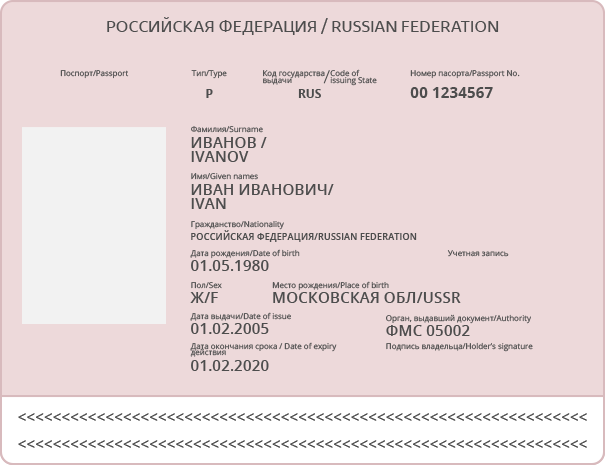 РОССИЙСКАЯ ФЕДЕРАЦИЯ / RUSSIAN FEDERATION
Поспорт/Passport
Тип/Type
Код государства /Code of
выдачи / issuing State
Номер пасорта/Passport No.
P
RUS
00 1234567
Фамилия/Surname
ИВАНОВ /
IVANOV
Имя/Given names
ИВАН ИВАНОВИЧ/
IVAN
Гражданство/Nationality
РОССИЙСКАЯ ФЕДЕРАЦИЯ/RUSSIAN FEDERATION
Дата рождения/Date of birth
Учетная запись
01.05.1980
Пол/Sex
Место рождения/Place of birth
Ж/F
МОСКОВСКАЯ ОБЛ/USSR
Дата выдачи/Date of issue
Орган, выдавший документ/Authority
01.02.2005
ФМС 05002
Дата окончания срока / Date of expiry
действия
Подпись владельца/Holder's signature
01.02.2020
<<<<<<<<<<<<<<<<<<<<<<<<<<<<<<<<<<<<<<<<<<<<<<<<<<<<<
<<<<<<<<<<<<<<<<<<<<<<<<<<<<<<<<<<<<<<<<<<<<<<<<<<<<<